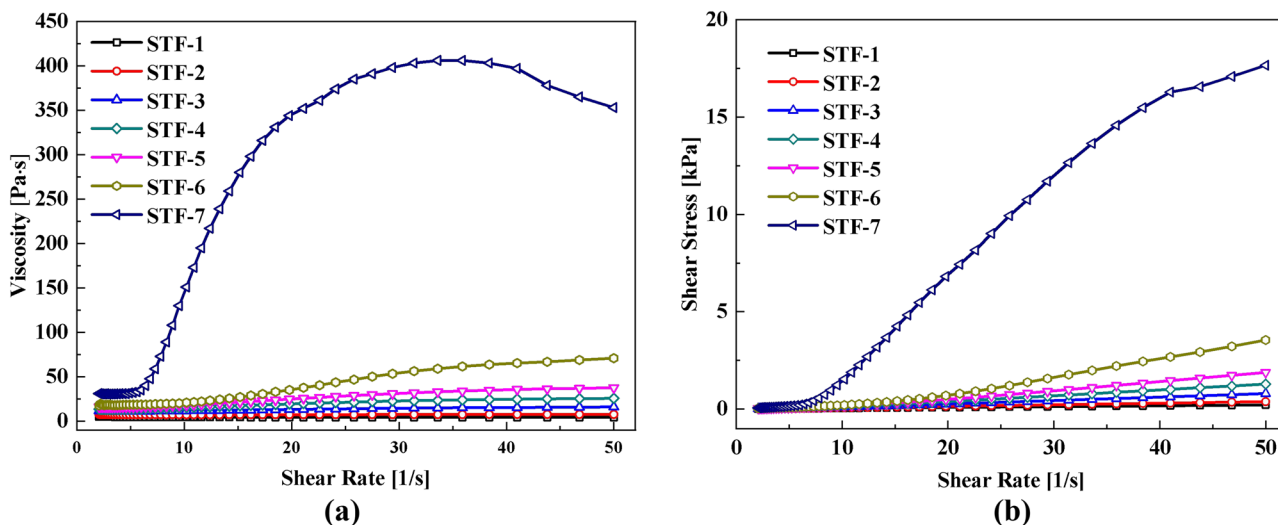 450
400
350
300
250
200
150
100
50
0
Viscosity [Pa·s]
STF-1
STF-2
STF-3
STF-4
STF-5
STF-6
STF-7
0 10 20 30 40 50
Shear Rate [1/s]
(a)
20
15
10
5
0
Shear Stress [kPa]
STF-1
STF-2
STF-3
STF-4
STF-5
STF-6
STF-7
0 10 20 30 40 50
Shear Rate [1/s]
(b)